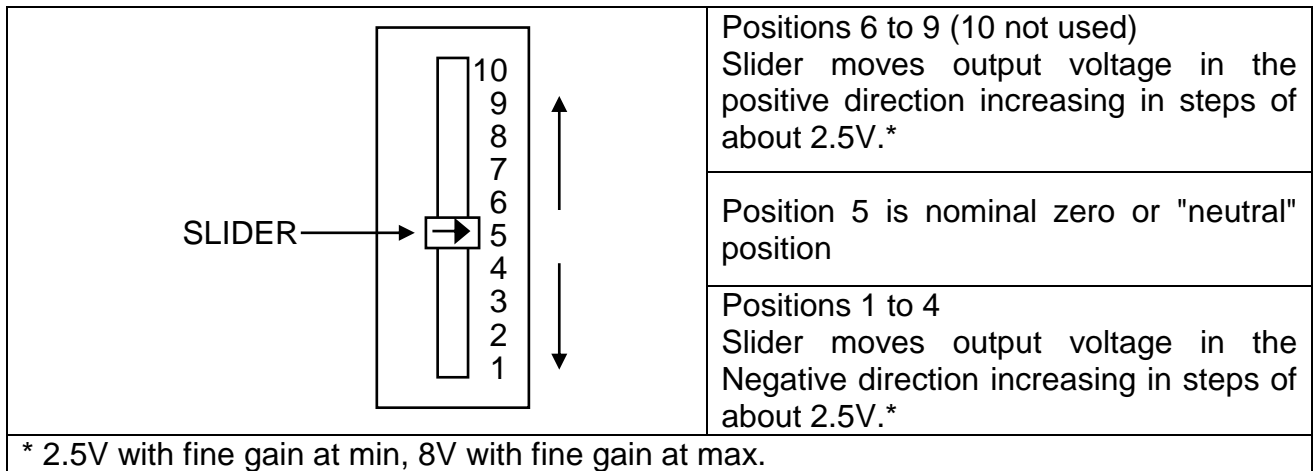 10
9
8
7
6
SLIDER 5
4
3
2
1
Positions 6 to 9 (10 not used)
Slider moves output voltage in the
positive direction increasing in steps of
about 2.5V.*
Position 5 is nominal zero or "neutral"
position
Positions 1 to 4
Slider moves output voltage in the
Negative direction increasing in steps of
about 2.5V.*
* 2.5V with fine gain at min, 8V with fine gain at max.